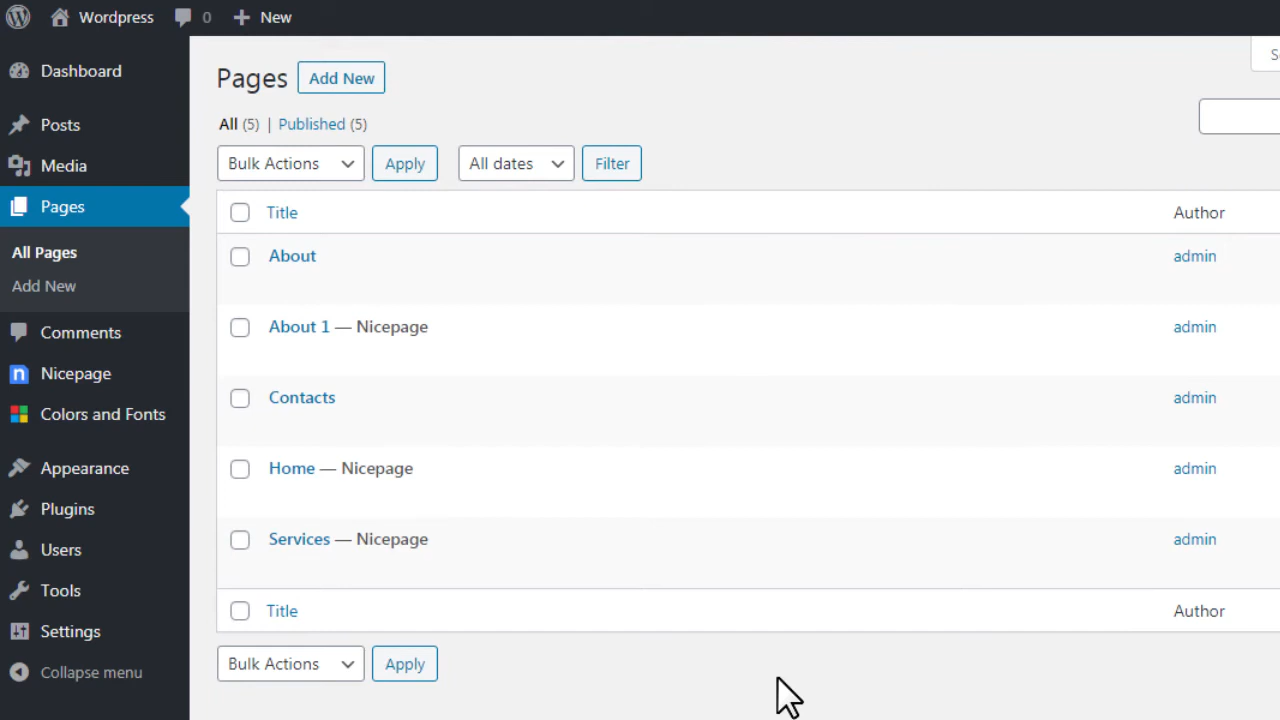 Wordpress 0 New
Dashboard
Posts
Media
Pages
All Pages
Add New
Comments
Nicepage
Colors and Fonts
Appearance
Plugins
Users
Tools
Settings
Collapse menu
Pages Add New
All (5) | Published (5)
Bulk Actions Apply All dates Filter
Title Author
About admin
About 1 — Nicepage admin
Contacts admin
Home — Nicepage admin
Services — Nicepage admin
Title Author
Bulk Actions Apply